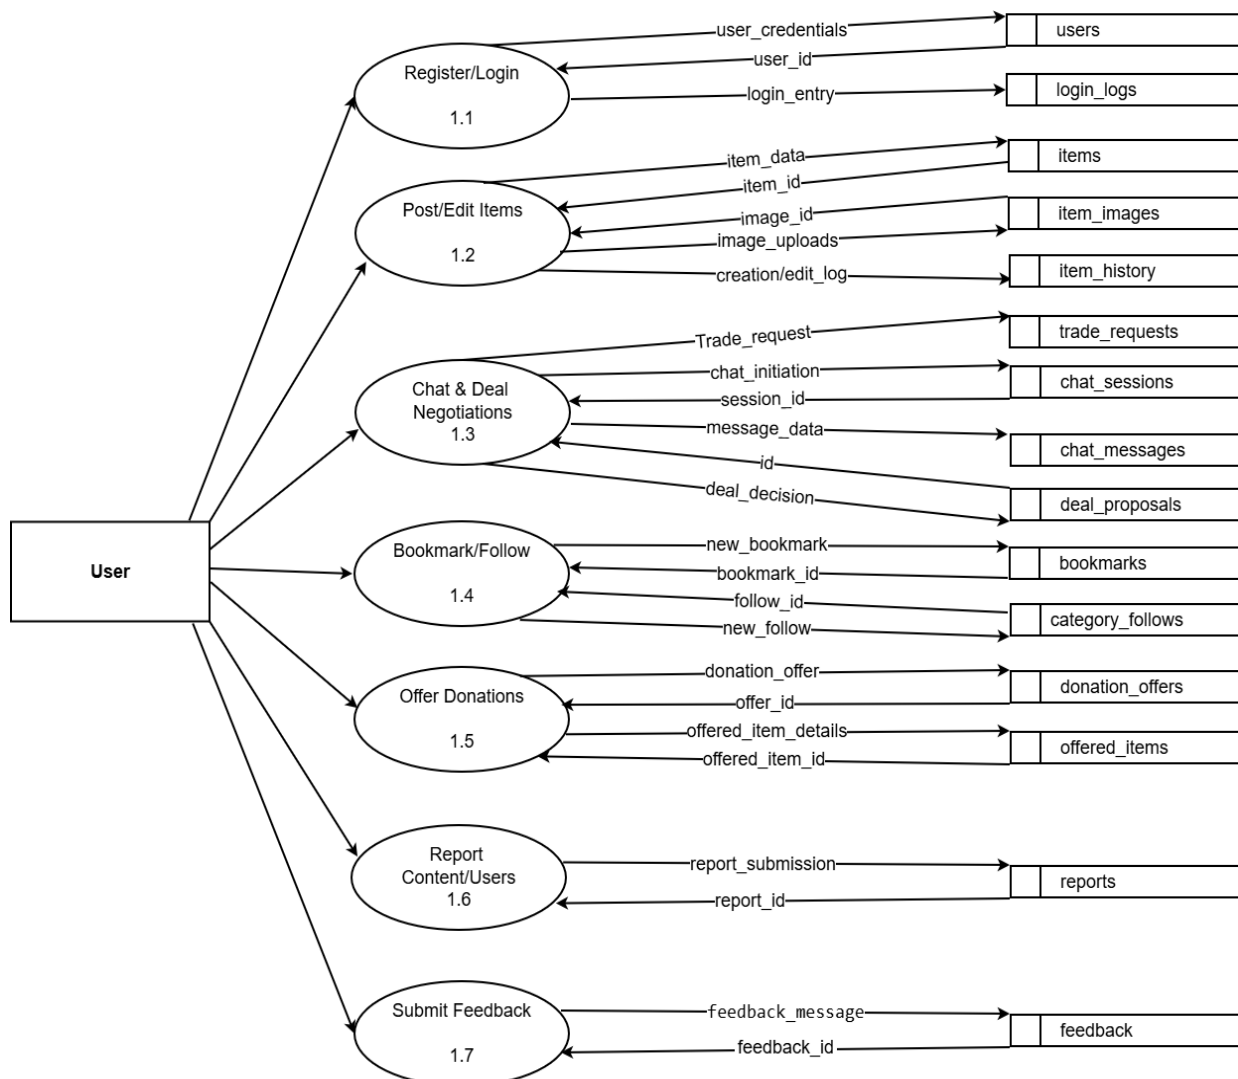 user_credentials
users
user_id
Register/Login
1.1
login_entry
login_logs
item_data
items
item_id
Post/Edit Items
1.2
image_id
item_images
image_uploads
creation/edit_log
item_history
Trade_request
trade_requests
chat_initiation
chat_sessions
session_id
Chat & Deal
Negotiations
1.3
message_data
chat_messages
id
deal_decision
deal_proposals
User
Bookmark/Follow
1.4
new_bookmark
bookmarks
bookmark_id
follow_id
category_follows
new_follow
donation_offer
donation_offers
offer_id
Offer Donations
1.5
offered_item_details
offered_items
offered_item_id
Report
Content/Users
1.6
report_submission
reports
report_id
Submit Feedback
1.7
feedback_message
feedback
feedback_id